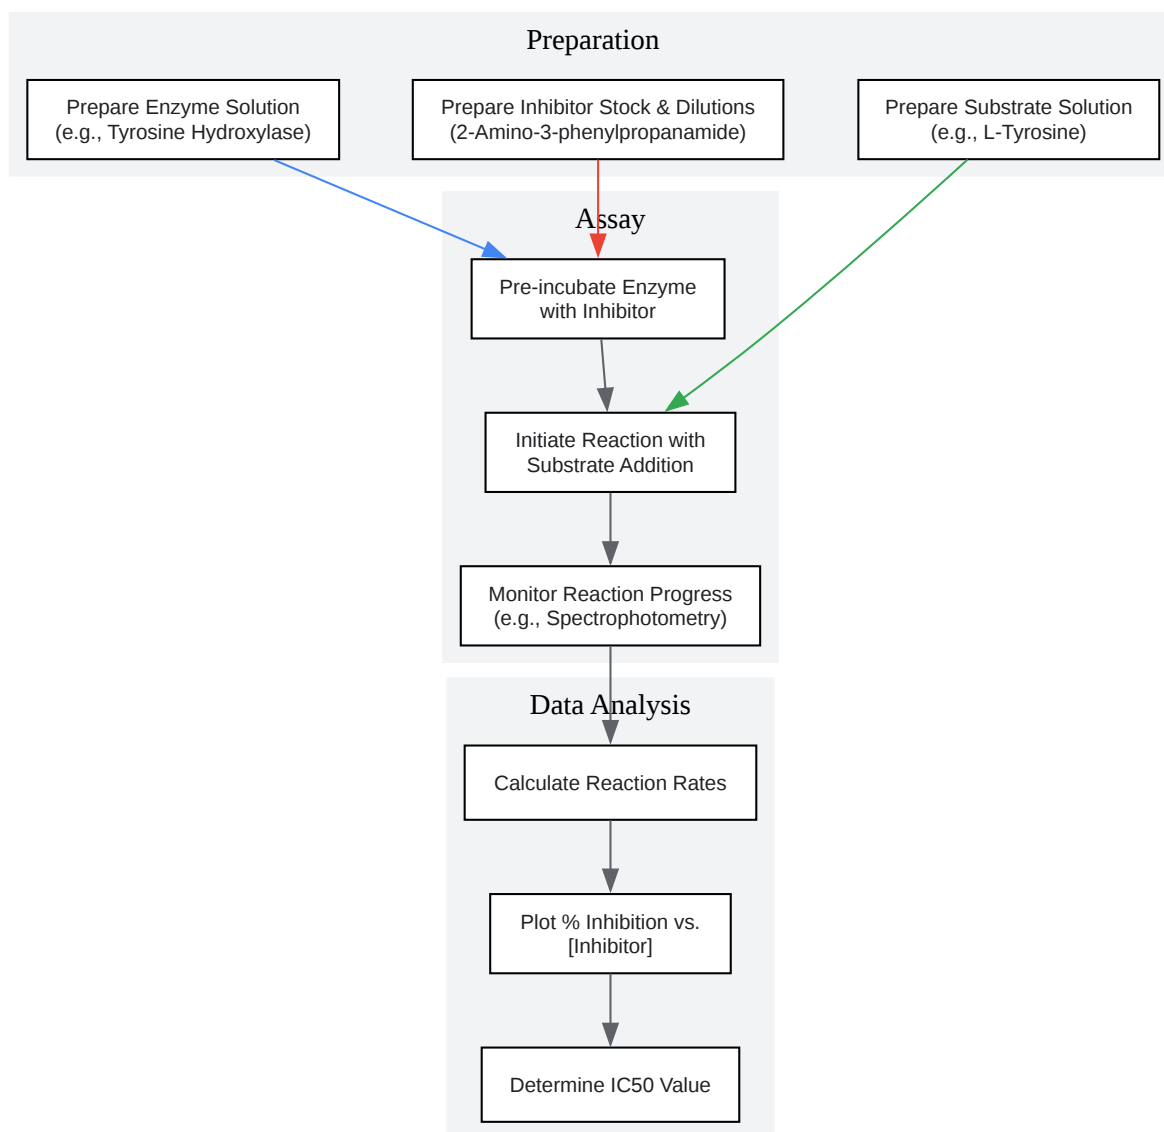 Preparation
Prepare Enzyme Solution
(e.g., Tyrosine Hydroxylase)
Prepare Inhibitor Stock & Dilutions
(2-Amino-3-phenylpropanamide)
Prepare Substrate Solution
(e.g., L-Tyrosine)
Assay
Pre-incubate Enzyme
with Inhibitor
Initiate Reaction with
Substrate Addition
Monitor Reaction Progress
(e.g., Spectrophotometry)
Data Analysis
Calculate Reaction Rates
Plot % Inhibition vs.
[Inhibitor]
Determine IC50 Value